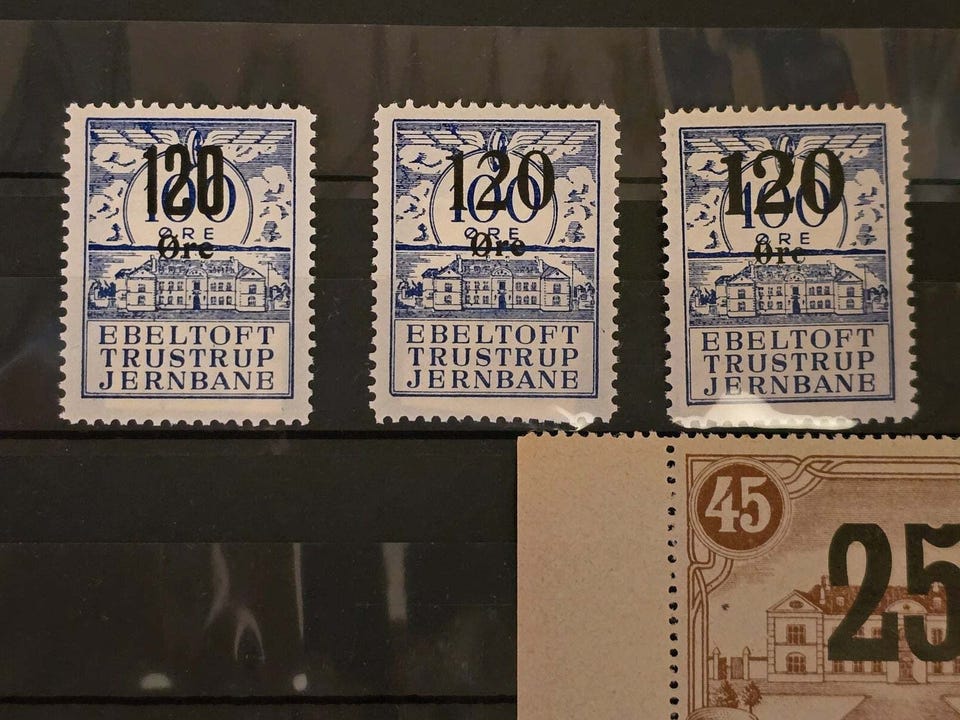 120
100
ØRE
Øre
EBELTOFT
TRUSTRUP
JERNBANE
120
100
ØRE
Øre
EBELTOFT
TRUSTRUP
JERNBANE
120
100
ØRE
Øre
EBELTOFT
TRUSTRUP
JERNBANE
45
25